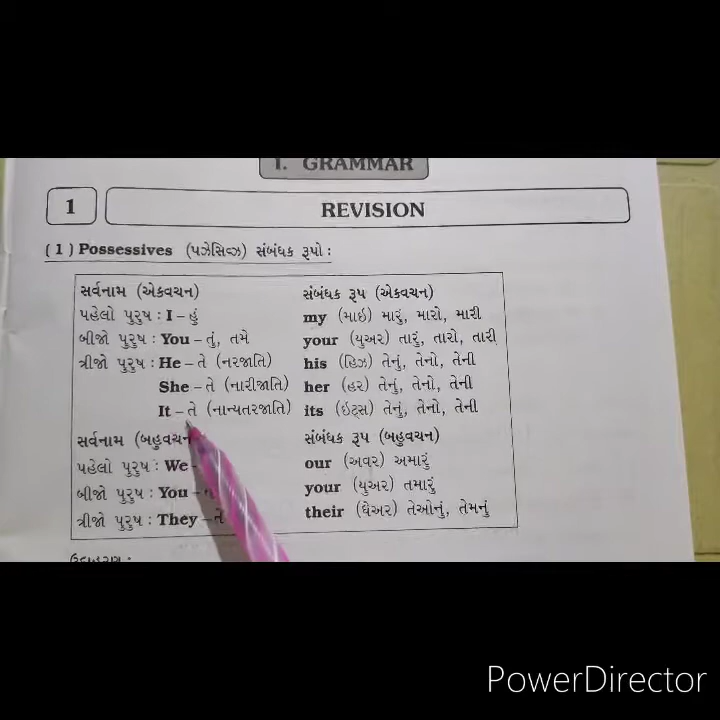 I. GRAMMAR
1 REVISION
( 1 ) Possessives (પઝેસિવ્ઝ) સંબંધક રૂપો :
સર્વનામ (એકવચન) સંબંધક રૂપ (એકવચન)
પહેલો પુરુષ : I – હું my (માઇ) મારું, મારો, મારી
બીજો પુરુષ : You – તું, તમે your (યુઅર) તારું, તારો, તારી
ત્રીજો પુરુષ : He – તે (નરજાતિ) his (હિઝ) તેનું, તેનો, તેની
She – તે (નારીજાતિ) her (હર) તેનું, તેનો, તેની
It – તે (નાન્યતરજાતિ) its (ઇટ્સ) તેનું, તેનો, તેની
સર્વનામ (બહુવચન સંબંધક રૂપ (બહુવચન)
પહેલો પુરુષ : We – our (અવર) અમારું
બીજો પુરુષ : You – your (યુઅર) તમારું
ત્રીજો પુરુષ : They – તે their (ધેઅર) તેઓનું, તેમનું
PowerDirector